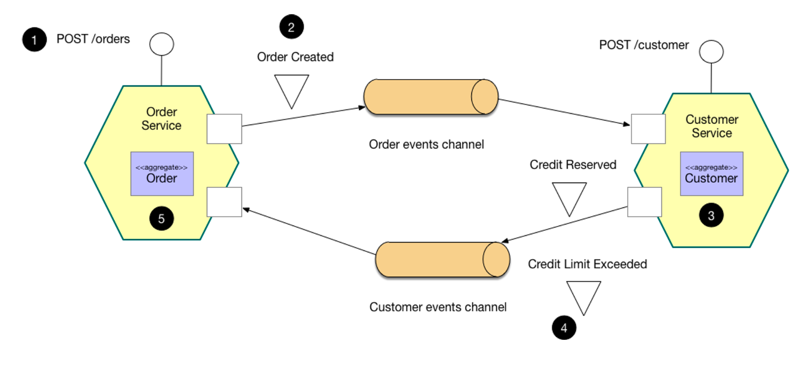 1
POST /orders
2
Order Created
POST /customer
Order
Service
<<aggregate>>
Order
5
Order events channel
Customer
Service
<<aggregate>>
Customer
3
Credit Reserved
Credit Limit Exceeded
4
Customer events channel